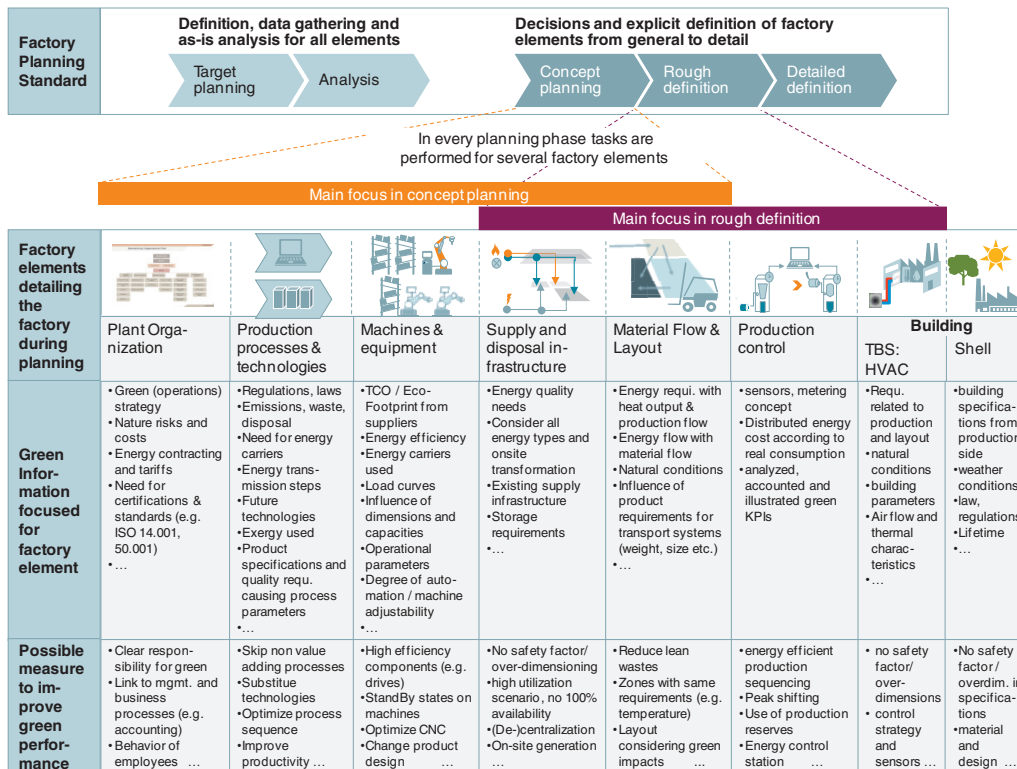 Factory
Planning
Standard
Definition, data gathering and
as-is analysis for all elements
Target
planning
Analysis
Decisions and explicit definition of factory
elements from general to detail
Concept
planning
Rough
definition
Detailed
definition
In every planning phase tasks are
performed for several factory elements
Main focus in concept planning
Main focus in rough definition
Factory
elements
detailing
the
factory
during
planning
Plant Orga-
nization
Production
processes &
technologies
Machines &
equipment
Supply and
disposal in-
frastructure
Material Flow &
Layout
Production
control
Building
TBS:
HVAC
Shell
Green
Infor-
mation
focused
for
factory
element
•Green (operations)
strategy
•Nature risks and
costs
•Energy contracting
and tariffs
•Need for
certifications &
standards (e.g.
ISO 14.001,
50.001)
•…
•Regulations, laws
•Emissions, waste,
disposal
•Need for energy
carriers
•Energy trans-
mission steps
•Future
technologies
•Exergy used
•Product
specifications and
quality requ.
causing process
parameters
•…
•TCO / Eco-
Footprint from
suppliers
•Energy efficiency
•Energy carriers
used
•Load curves
•Influence of
dimensions and
capacities
•Operational
parameters
•Degree of auto-
mation / machine
adjustability
•…
•Energy quality
needs
•Consider all
energy types and
onsite
transformation
•Existing supply
infrastructure
•Storage
requirements
•…
•Energy requi. with
heat output &
production flow
•Energy flow with
material flow
•Natural conditions
•Influence of
product
requirements for
transport systems
(weight, size etc.)
•…
•sensors, metering
concept
•Distributed energy
cost according to
real consumption
•analyzed,
accounted and
illustrated green
KPIs
•Requ.
related to
production
and layout
•natural
conditions
•building
parameters
•Air flow and
thermal
charac-
teristics
•…
•building
specifica-
tions from
production
side
•weather
conditions
•law,
regulations
•Lifetime
•…
Possible
measure
to im-
prove
green
perfor-
mance
•Clear respon-
sibility for green
•Link to mgmt. and
business
processes (e.g.
accounting)
•Behavior of
employees …
•Skip non value
adding processes
•Substitue
technologies
•Optimize process
sequence
•Improve
productivity …
•High efficiency
components (e.g.
drives)
•StandBy states on
machines
•Optimize CNC
•Change product
design …
•No safety factor/
over-dimensioning
•high utilization
scenario, no 100%
availability
•(De-)centralization
•On-site generation
•…
•Reduce lean
wastes
•Zones with same
requirements (e.g.
temperature)
•Layout
considering green
impacts …
•energy efficient
production
sequencing
•Peak shifting
•Use of production
reserves
•Energy control
station …
• no safety
factor/
over-
dimensions
• control
strategy
and
sensors …
•No safety
factor /
overdim. i
specifica-
tions
•material
and
design …